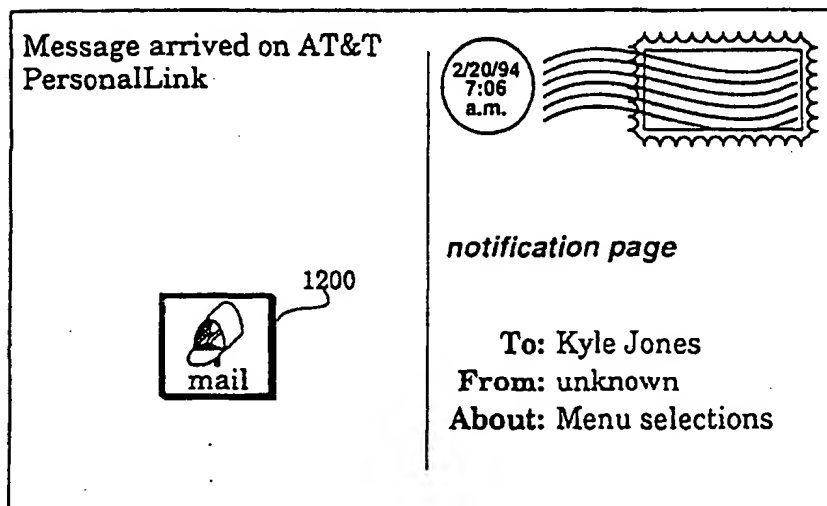 Message arrived on AT&T
PersonalLink
2/20/94
7:06
a.m.
notification page
1200
mail
To: Kyle Jones
From: unknown
About: Menu selections